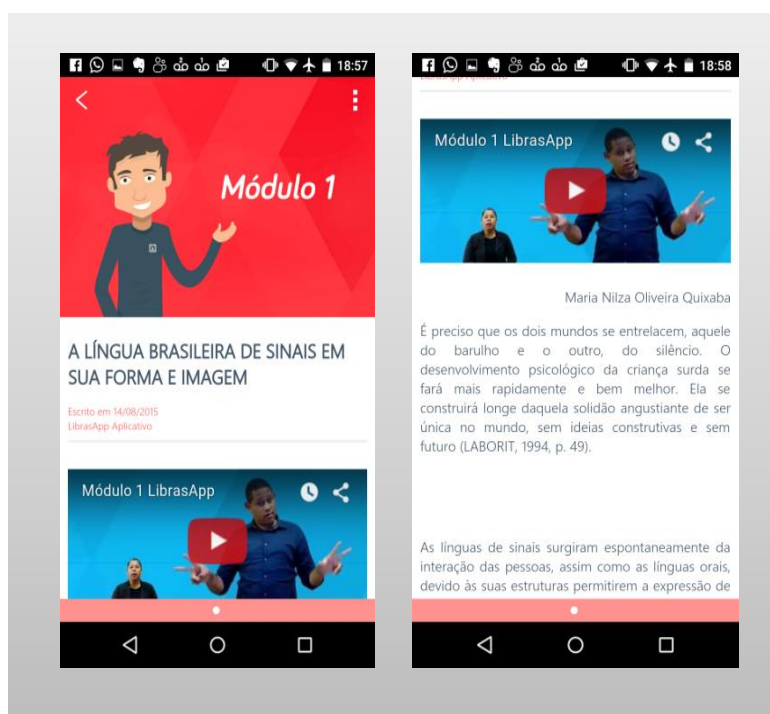 18:57
Módulo 1
A LÍNGUA BRASILEIRA DE SINAIS EM
SUA FORMA E IMAGEM
Escrito em 14/08/2015
LibrasApp Aplicativo
Módulo 1 LibrasApp
18:58
LibrasApp Aplicativo
Módulo 1 LibrasApp
Maria Nilza Oliveira Quixaba
É preciso que os dois mundos se entrelacem, aquele
do barulho e o outro, do silêncio. O
desenvolvimento psicológico da criança surda se
fará mais rapidamente e bem melhor. Ela se
construirá longe daquela solidão angustiante de ser
única no mundo, sem ideias construtivas e sem
futuro (LABORIT, 1994, p. 49).
As línguas de sinais surgiram espontaneamente da
interação das pessoas, assim como as línguas orais,
devido às suas estruturas permitirem a expressão de